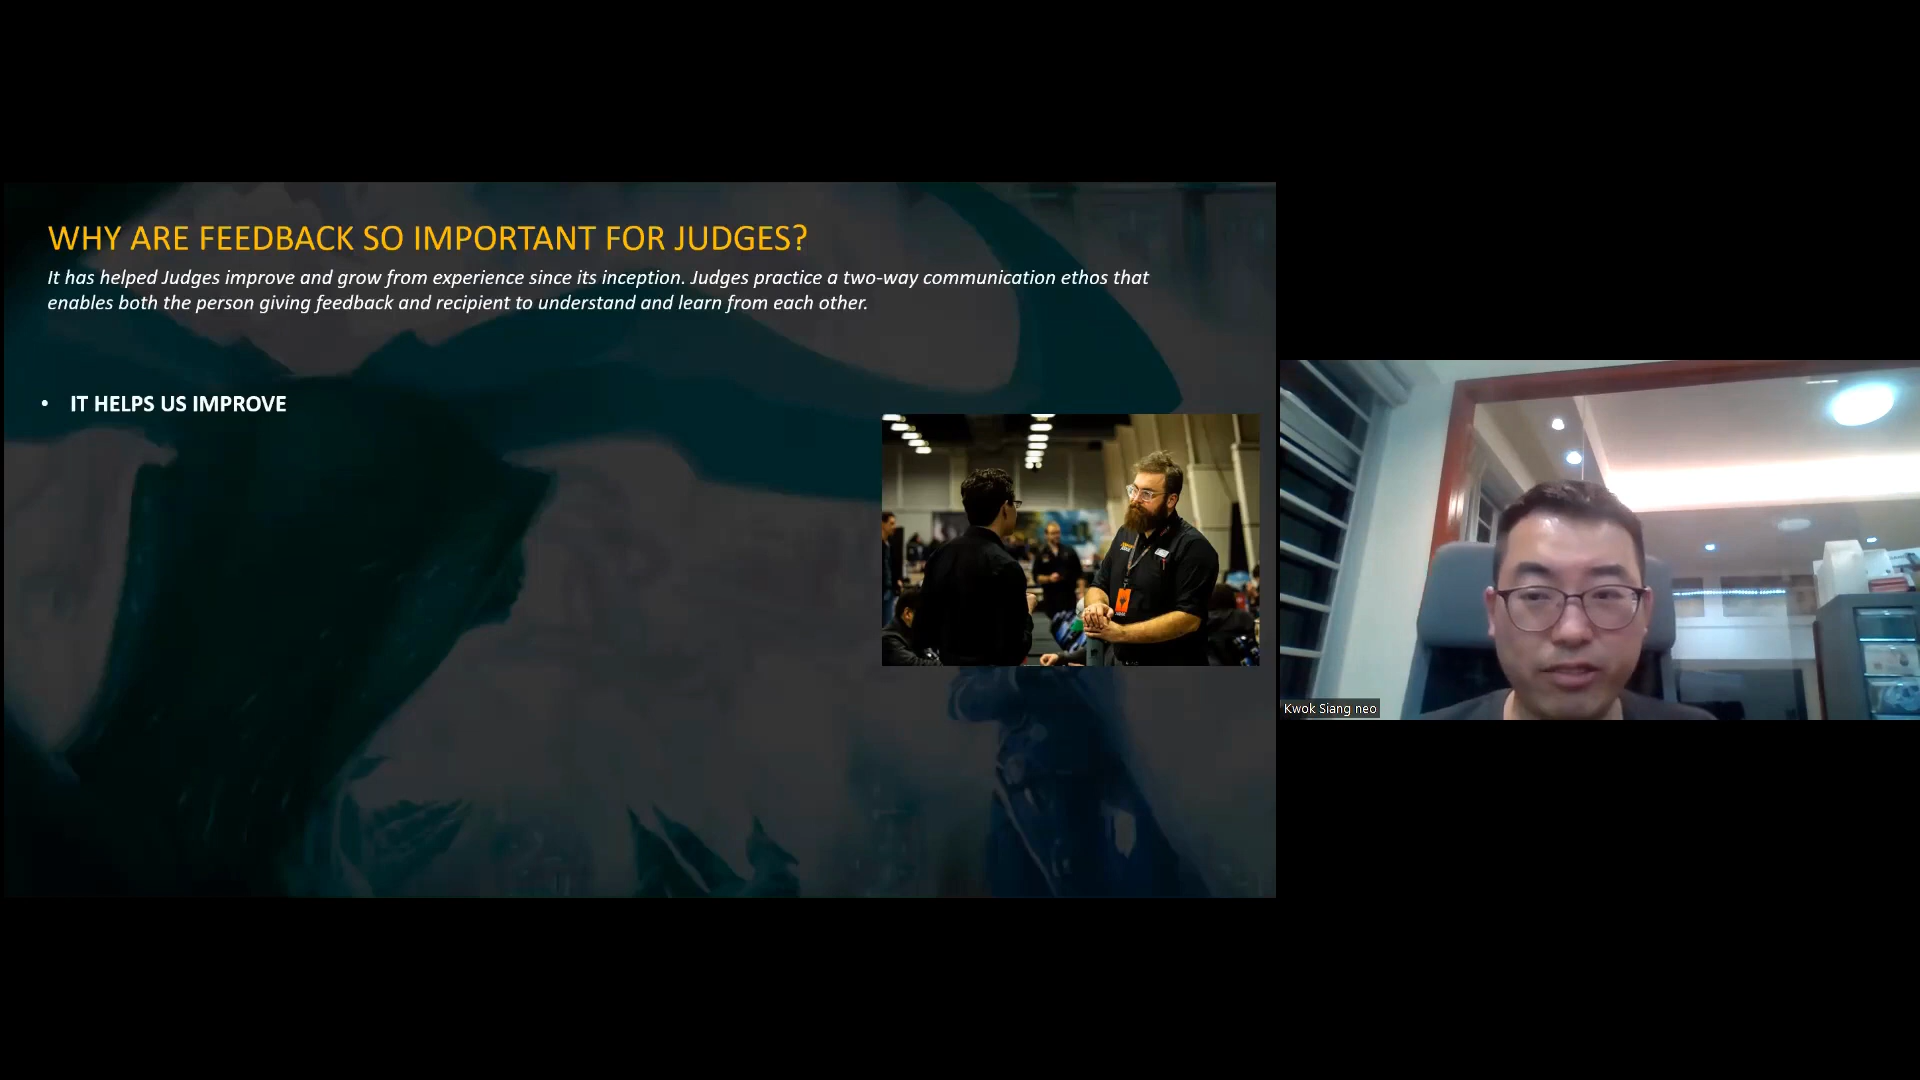 WHY ARE FEEDBACK SO IMPORTANT FOR JUDGES?
It has helped Judges improve and grow from experience since its inception. Judges practice a two-way communication ethos that
enables both the person giving feedback and recipient to understand and learn from each other.
• IT HELPS US IMPROVE
Kwok Siang neo